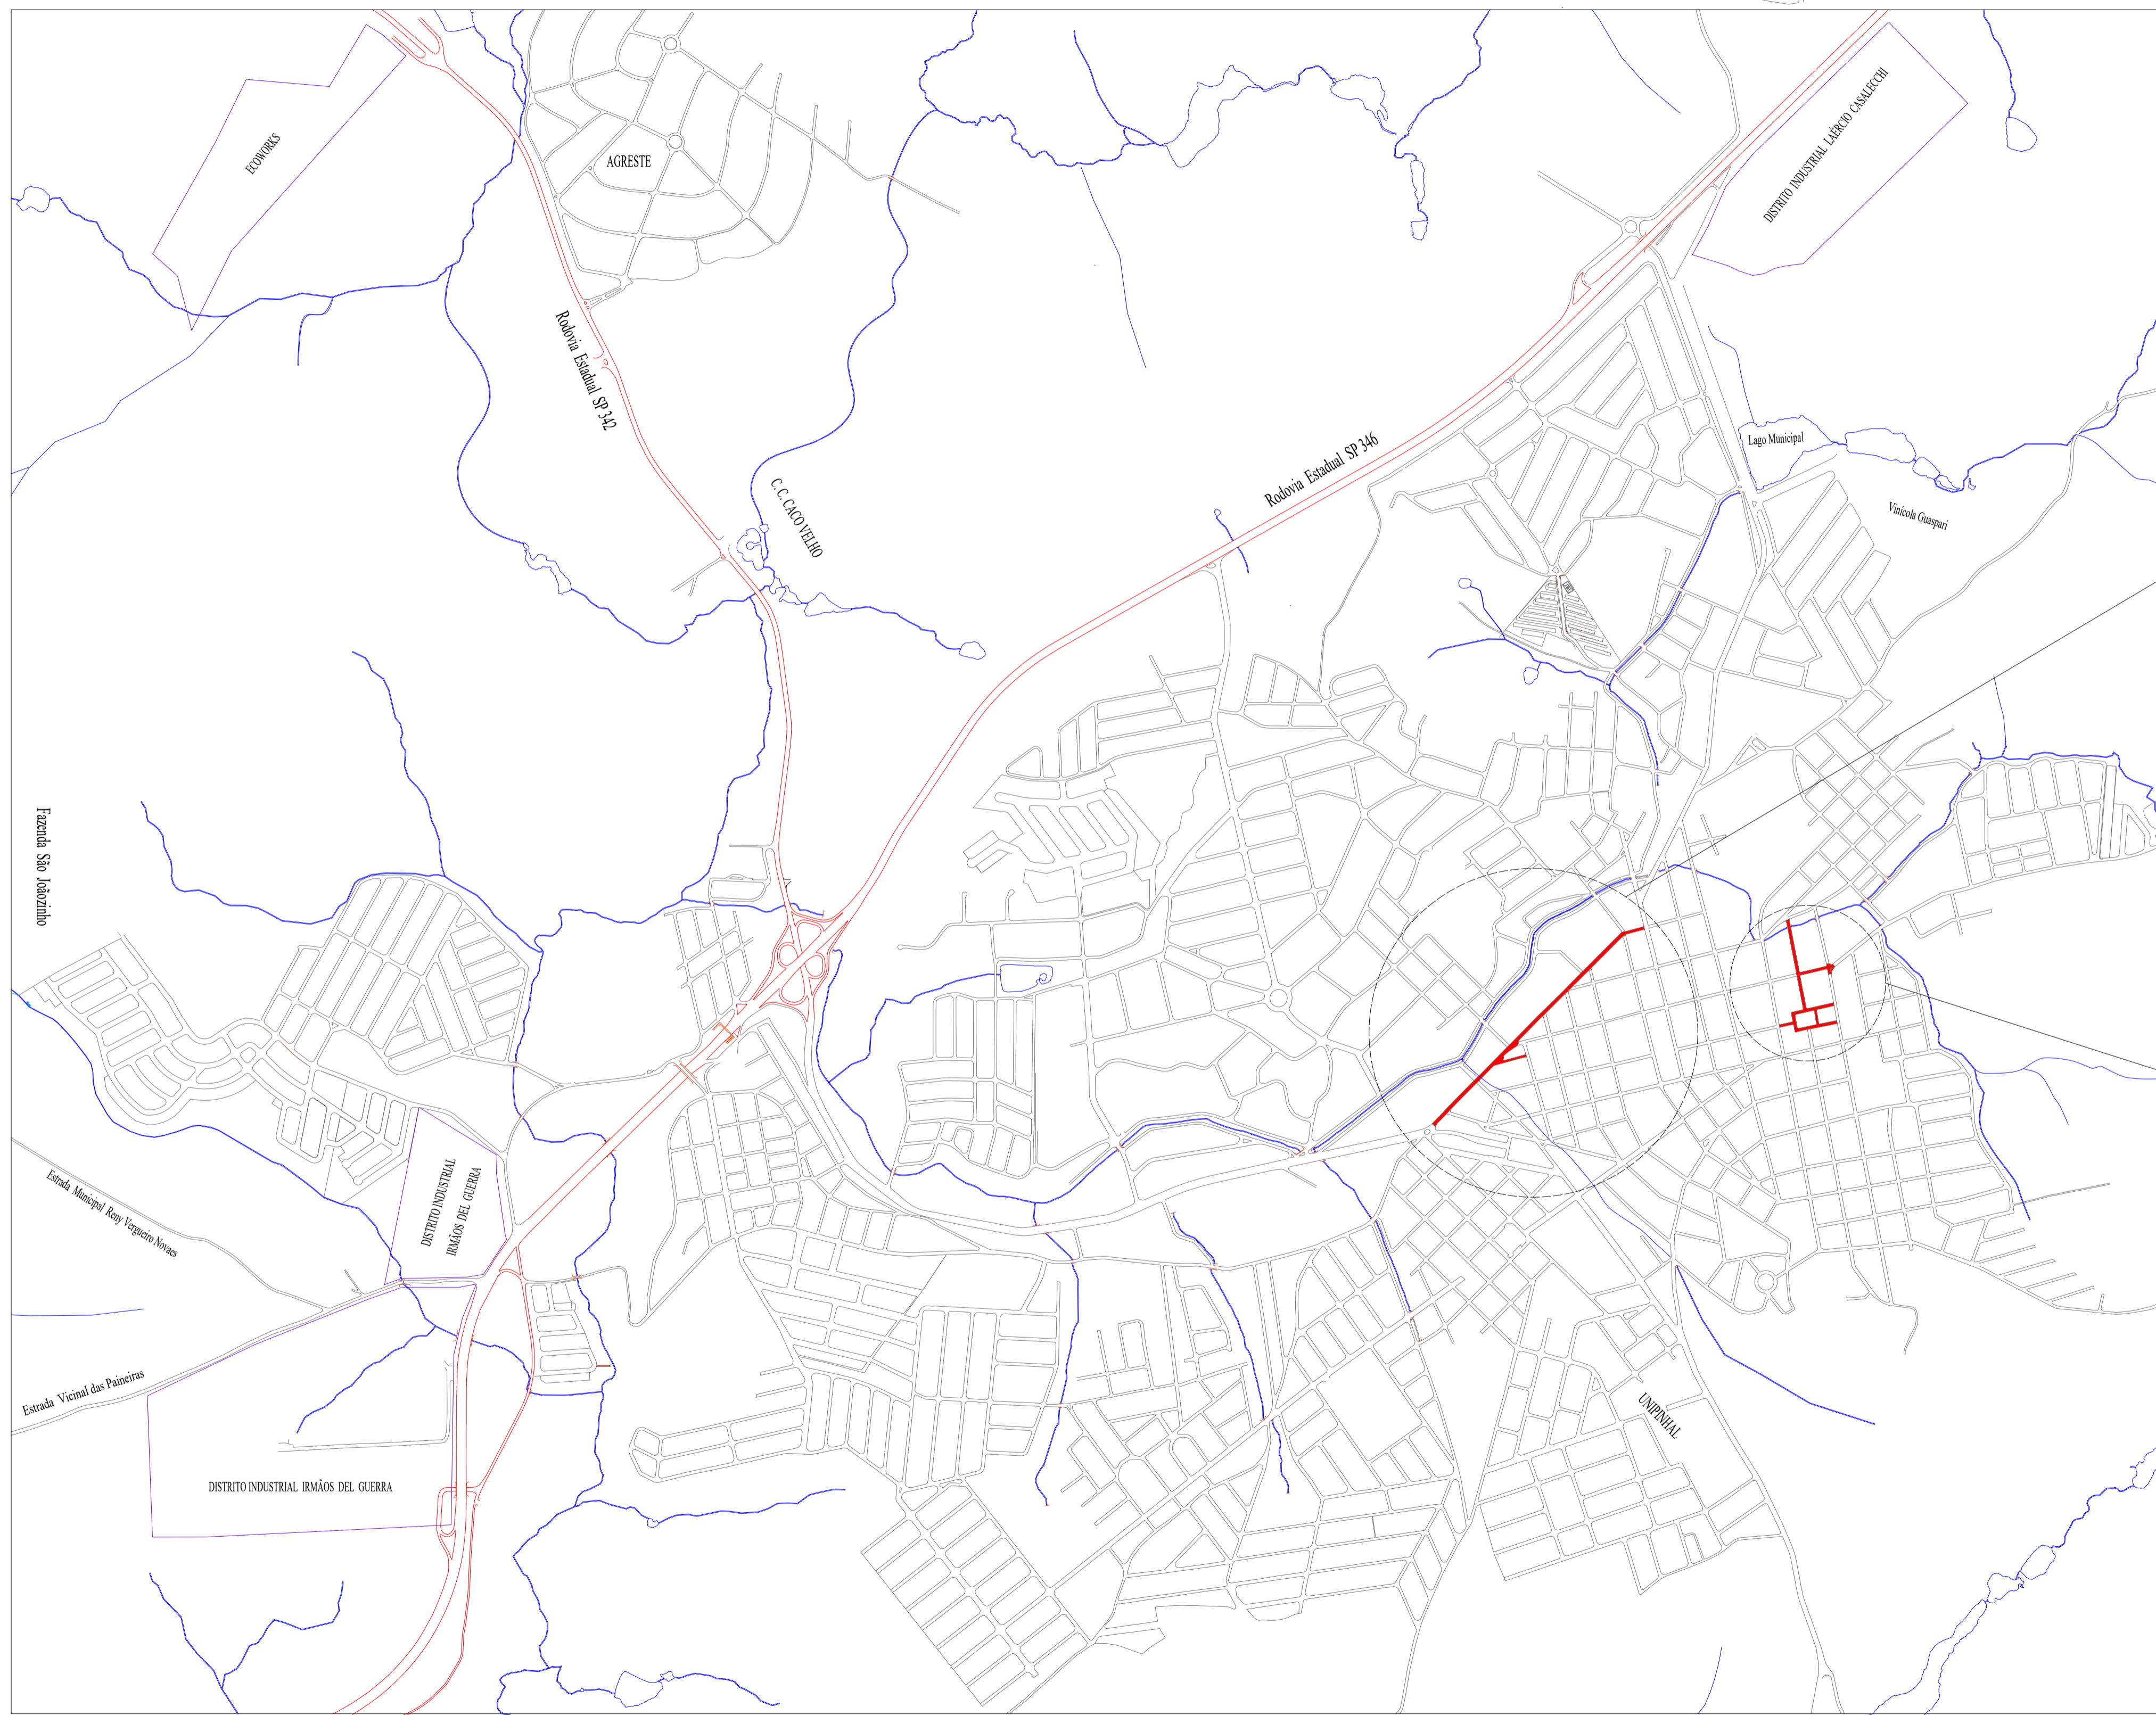 ECOWORKS
AGRESTE
DISTRITO INDUSTRIAL LAÉRCIO CASALECCHI
Rodovia Estadual SP 342
Rodovia Estadual SP 346
Lago Municipal
C. C. CACO VELHO
Vinícola Guaspari
Fazenda São Joãozinho
Estrada Municipal Reny Vergueiro Novaes
DISTRITO INDUSTRIAL
IRMÃOS DEL GUERRA
Estrada Vicinal das Paineiras
UNIPINHAL
DISTRITO INDUSTRIAL IRMÃOS DEL GUERRA